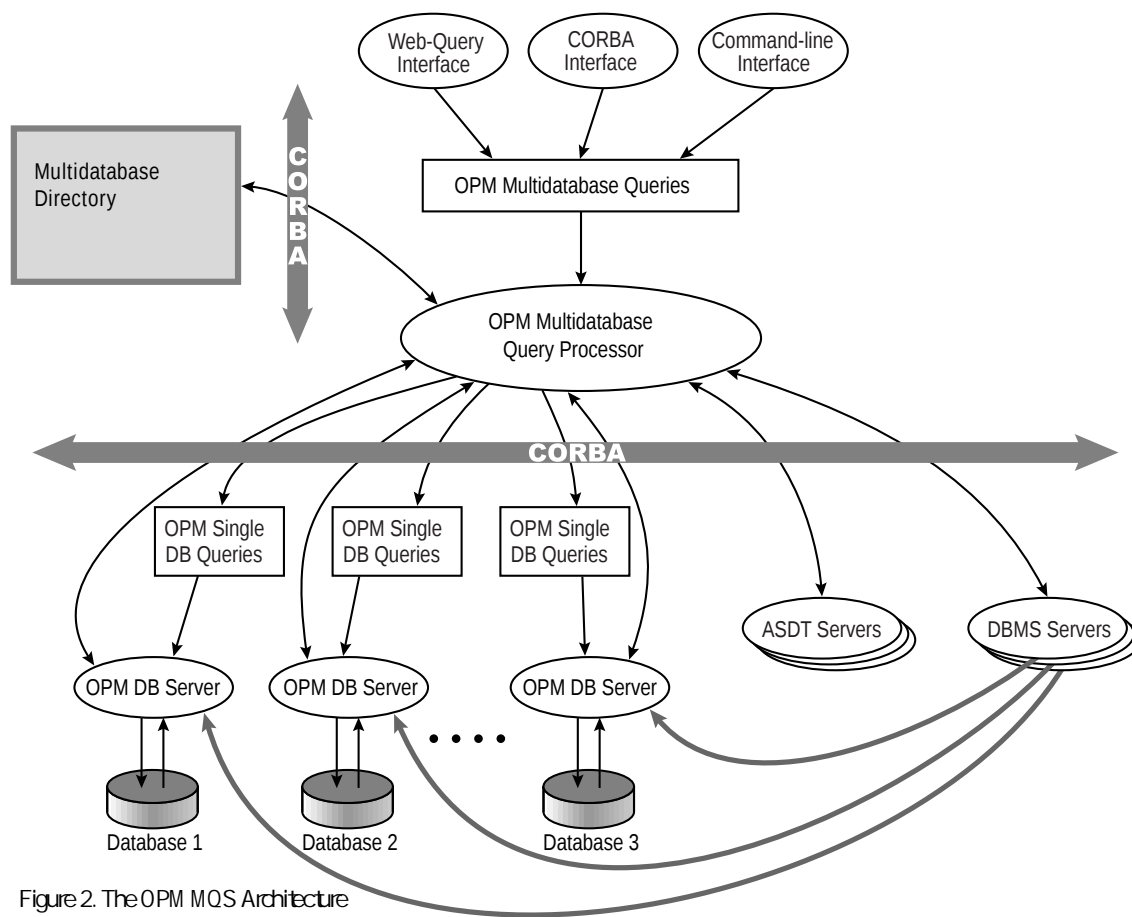 Web-Query
Interface
CORBA
Interface
Command-line
Interface
Multidatabase
Directory
CORBA
OPM Multidatabase Queries
OPM Multidatabase
Query Processor
CORBA
OPM Single
DB Queries
OPM Single
DB Queries
OPM Single
DB Queries
ASDT Servers
DBMS Servers
OPM DB Server
OPM DB Server
OPM DB Server
Database 1
Database 2
Database 3
Figure 2. The OPM MQS Architecture